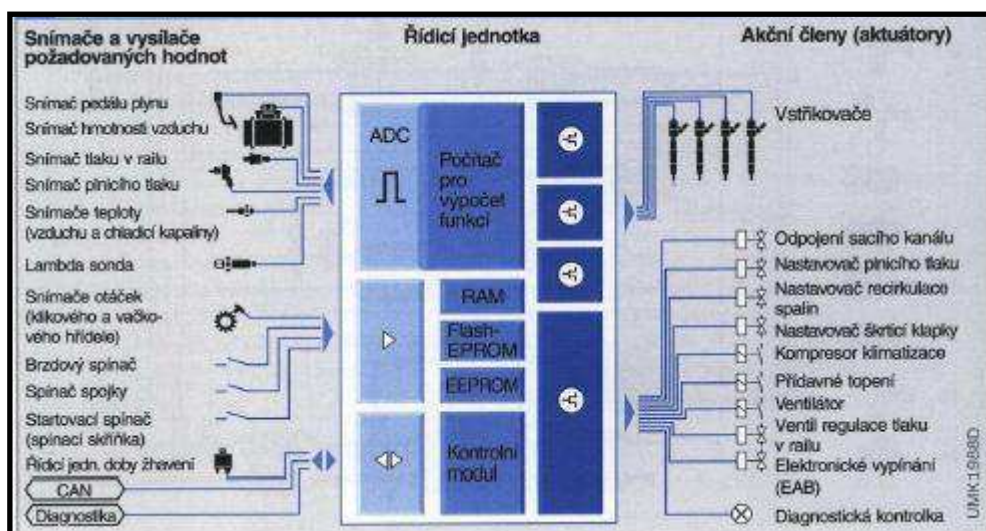 Snímače a vysílače
požadovaných hodnot
Snímač pedálu plynu
Snímač hmotnosti vzduchu
Snímač tlaku v railu
Snímač plnicího tlaku
Snímače teploty
(vzduchu a chladicí kapaliny)
Lambda sonda
Snímače otáček
(klikového a vačko-
vého hřídele)
Brzdový spínač
Spínač spojky
Startovací spínač
(spínací skříňka)
Řídicí jedn. doby žhavení
CAN
Diagnostika
Řídicí jednotka
ADC
Počítač
pro
výpočet
funkcí
RAM
Flash-
EPROM
EEPROM
Kontrolní
modul
Akční členy (aktuátory)
Vstřikovače
Odpojení sacího kanálu
Nastavovač plnicího tlaku
Nastavovač recirkulace
spalin
Nastavovač škrticí klapky
Kompresor klimatizace
Přídavné topení
Ventilátor
Ventil regulace tlaku
v railu
Elektronické vypínání
(EAB)
Diagnostická kontrolka
UMK1988D